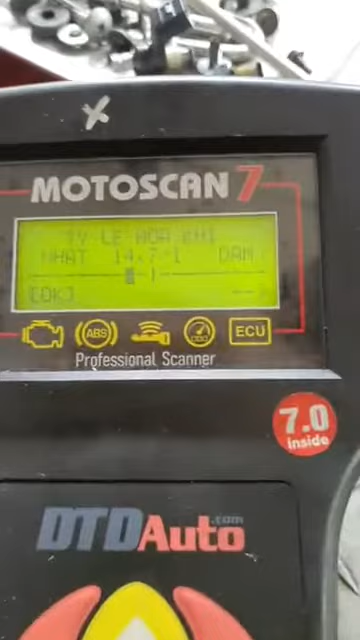 MOTOSCAN 7
TY LE HOA KHI
NHAT 14.7/1 DAM
[OK]
ABS
ECU
Professional Scanner
7.0
inside
DTDAuto.com